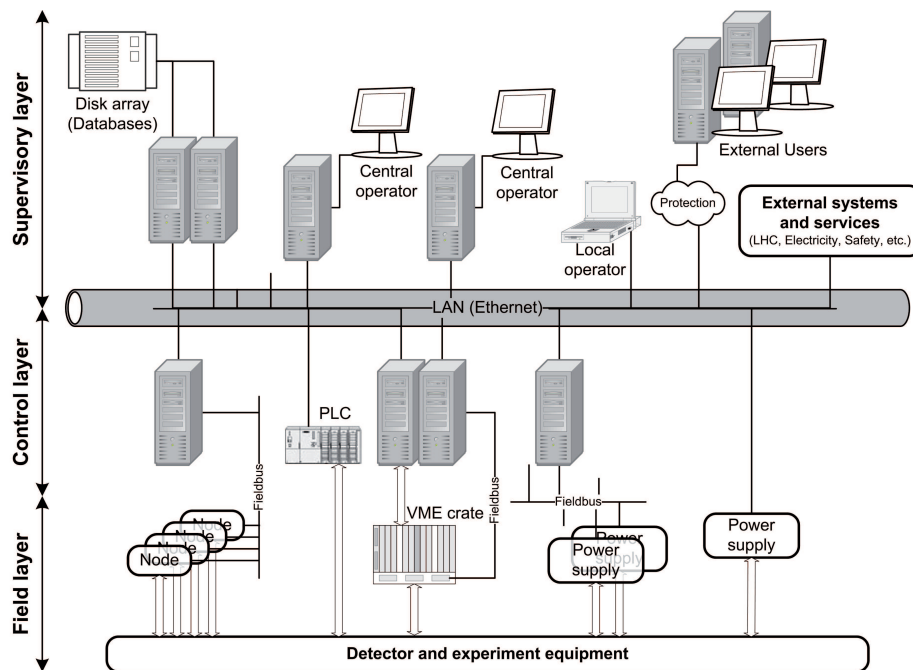 Supervisory layer
Disk array
(Databases)
Central
operator
Central
operator
External Users
Protection
External systems
and services
(LHC, Electricity, Safety, etc.)
Local
operator
LAN (Ethernet)
Control layer
PLC
Fieldbus
Fieldbus
Fieldbus
Field layer
VME crate
Node
Node
Node
Node
Power
supply
Power
supply
Power
supply
Detector and experiment equipment